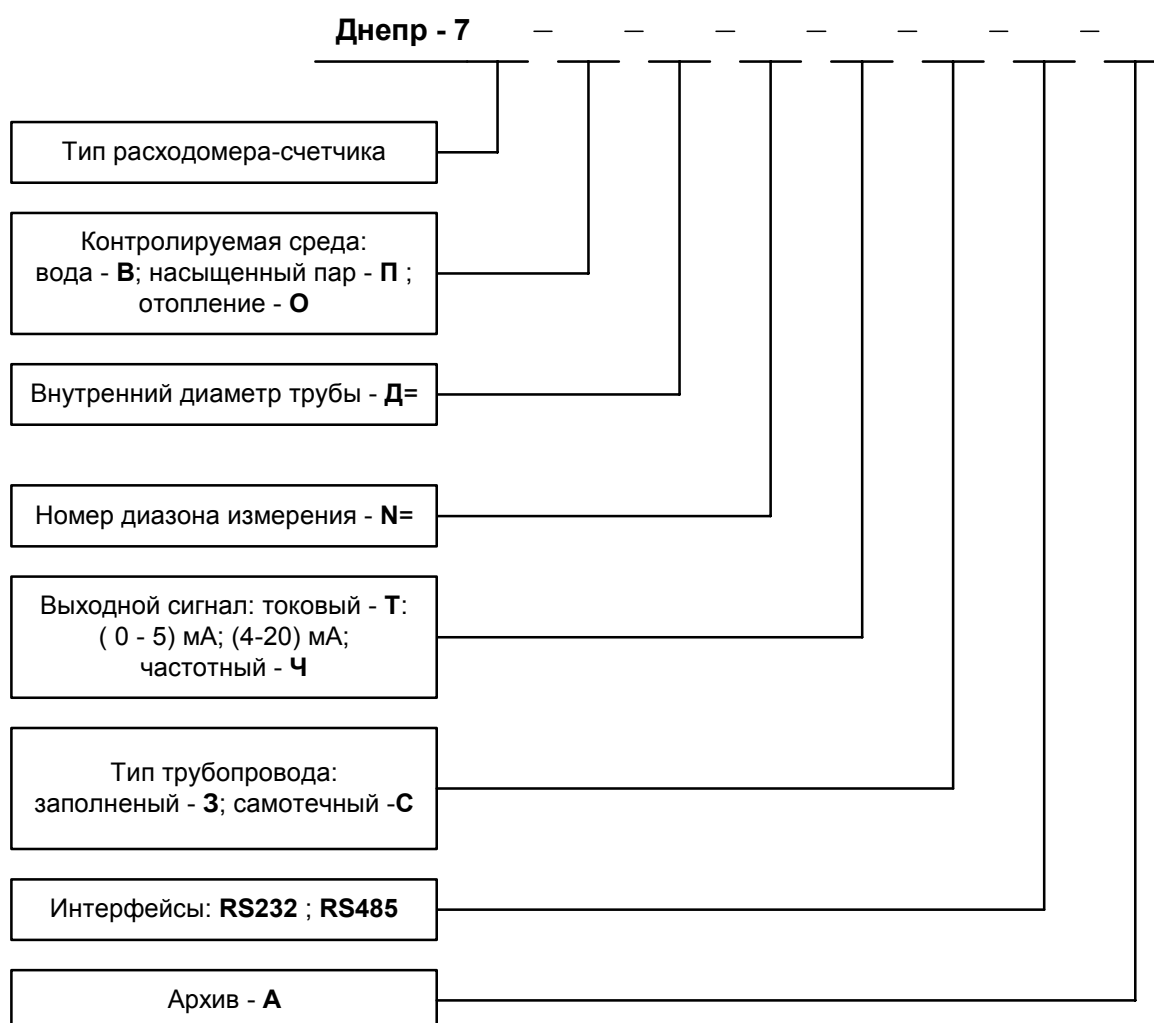 Днепр - 7 – – – – – – –
Тип расходомера-счетчика
Контролируемая среда:
вода - В; насыщенный пар - П ;
отопление - О
Внутренний диаметр трубы - Д=
Номер диазона измерения - N=
Выходной сигнал: токовый - Т:
( 0 - 5) мА; (4-20) мА;
частотный - Ч
Тип трубопровода:
заполненый - З; самотечный -С
Интерфейсы: RS232 ; RS485
Архив - А